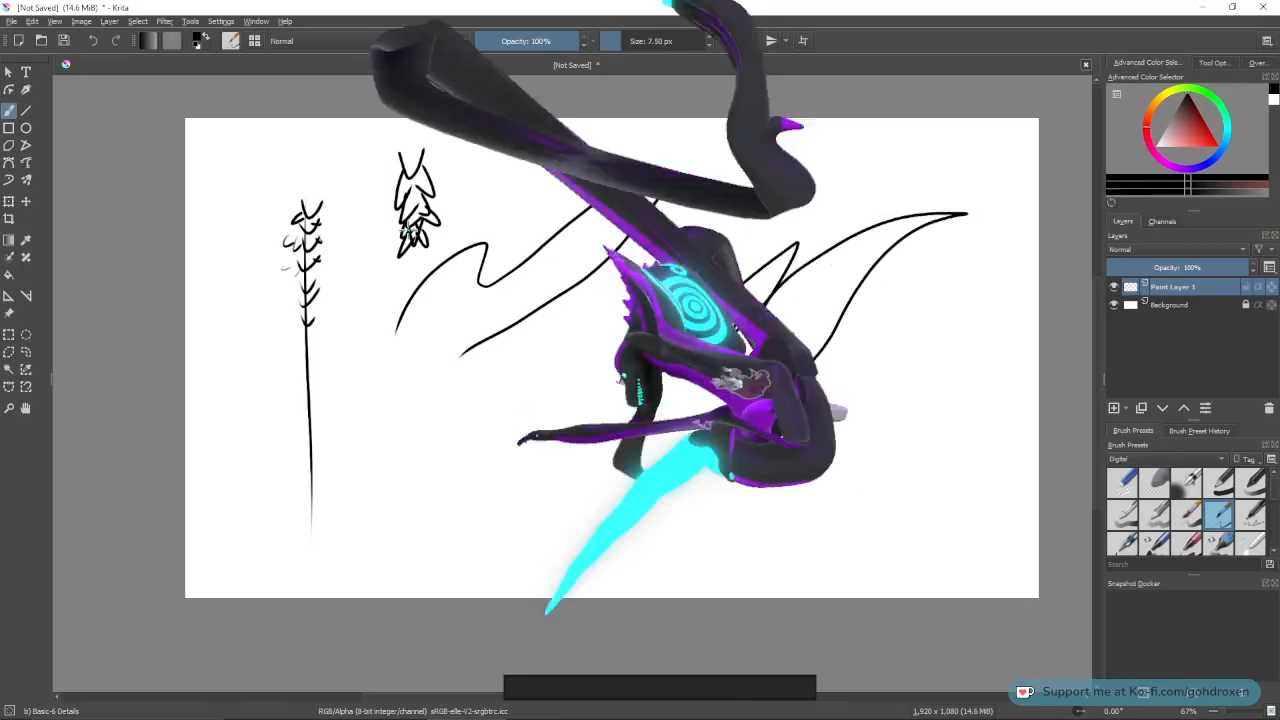 [Not Saved] (14.6 MiB) * - Krita
File Edit View Image Layer Select Filter Tools Settings Window Help
Normal Opacity: 100% Size: 7.50 px
[Not Saved] *
Advanced Color Sele... Tool Opt... Over...
Advanced Color Selector
Layers Channels
Layers
Normal
Opacity: 100%
Paint Layer 1
Background
Brush Presets Brush Preset History
Brush Presets
Digital Tag
Search
Snapshot Docker
Support me at Ko-fi.com/gohdroxen
b) Basic-6 Details RGB/Alpha (8-bit integer/channel) sRGB-elle-V2-srgbtrc.icc 1,920 x 1,080 (14.6 MiB) 0.00° 67%